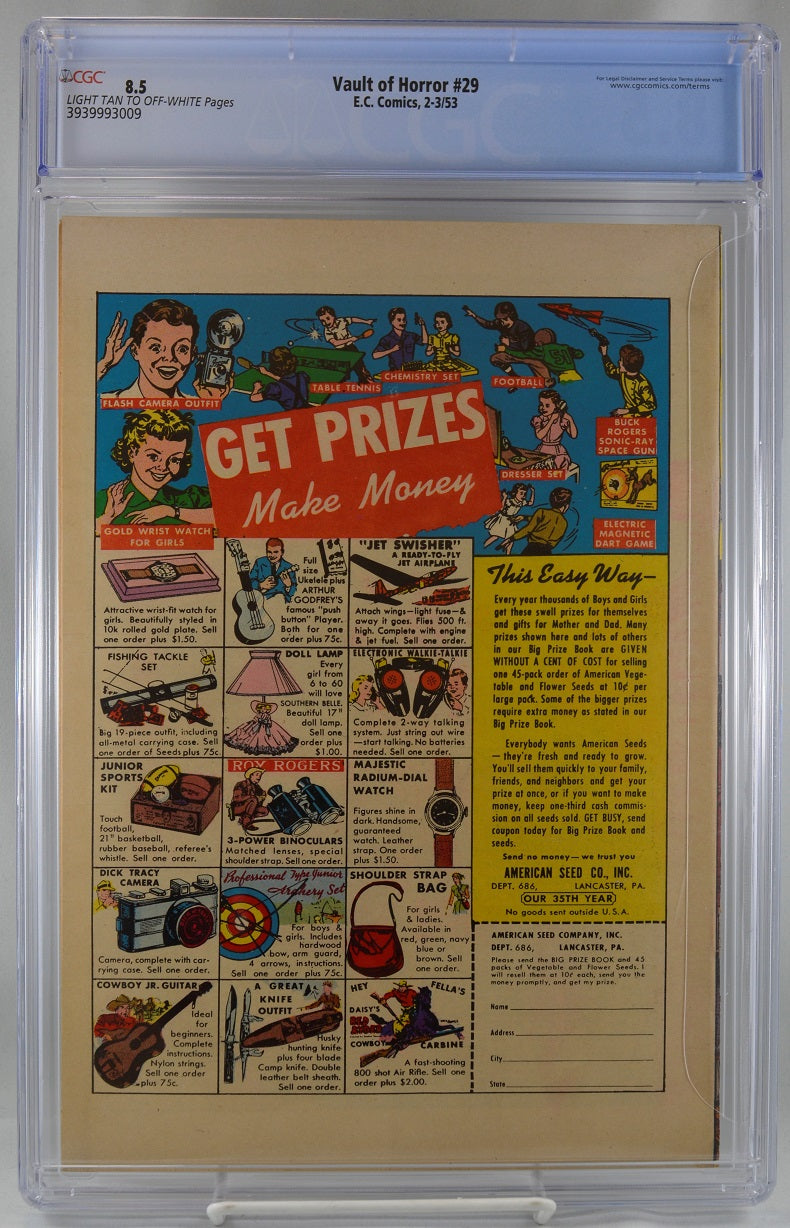 CGC
8.5
LIGHT TAN TO OFF-WHITE Pages
3939993009
Vault of Horror #29
E.C. Comics, 2-3/53
For Legal Disclaimer and Service Terms please visit:
www.cgccomics.com/terms
FLASH CAMERA OUTFIT
TABLE TENNIS
CHEMISTRY SET
FOOTBALL
BUCK
ROGERS
SONIC-RAY
SPACE GUN
DRESSER SET
ELECTRIC
MAGNETIC
DART GAME
GOLD WRIST WATCH
FOR GIRLS
GET PRIZES
Make Money
Attractive wrist-fit watch for
girls. Beautifully styled in
10k rolled gold plate. Sell
one order plus $1.50.
Full
size
Ukelele plus
ARTHUR
GODFREY'S
famous "push
button" Player.
Both for one
order plus 75c.
"JET SWISHER"
A READY-TO-FLY
JET AIRPLANE
Attach wings—light fuse—&
away it goes. Flies 500 ft.
high. Complete with engine
& jet fuel. Sell one order.
FISHING TACKLE
SET
Big 19-piece outfit, including
all-metal carrying case. Sell
one order of Seeds plus 75c.
DOLL LAMP
Every
girl from
6 to 60
will love
SOUTHERN BELLE.
Beautiful 17"
doll lamp.
Sell one
order plus
$1.00.
ELECTRONIC WALKIE-TALKIE
Complete 2-way talking
system. Just string out wire
—start talking. No batteries
needed. Sell one order.
JUNIOR
SPORTS
KIT
Touch
football,
21" basketball,
rubber baseball, referee's
whistle. Sell one order.
ROY ROGERS
3-POWER BINOCULARS
Matched lenses, special
shoulder strap. Sell one order.
MAJESTIC
RADIUM-DIAL
WATCH
Figures shine in
dark. Handsome,
guaranteed
watch. Leather
strap. One order
plus $1.50.
DICK TRACY
CAMERA
Camera, complete with car-
rying case. Sell one order.
Professional Type Junior
Archery Set
For boys &
girls. Includes
hardwood
bow, arm guard,
4 arrows, instructions.
Sell one order plus 75c.
SHOULDER STRAP
BAG
For girls
& ladies.
Available in
red, green, navy
blue or
brown. Sell
one order.
COWBOY JR. GUITAR
Ideal
for
beginners.
Complete
instructions.
Nylon strings.
Sell one order
plus 75c.
A GREAT
KNIFE
OUTFIT
Husky
hunting knife
plus four blade
Camp knife. Double
leather belt sheath.
Sell one order.
HEY FELLA'S
DAISY'S
RED RYDER
COWBOY CARBINE
A fast-shooting
800 shot Air Rifle. Sell one
order plus $2.00.
This Easy Way—
Every year thousands of Boys and Girls
get these swell prizes for themselves
and gifts for Mother and Dad. Many
prizes shown here and lots of others
in our Big Prize Book are GIVEN
WITHOUT A CENT OF COST for selling
one 45-pack order of American Vege-
table and Flower Seeds at 10¢ per
large pack. Some of the bigger prizes
require extra money as stated in our
Big Prize Book.
Everybody wants American Seeds
— they're fresh and ready to grow.
You'll sell them quickly to your family,
friends, and neighbors and get your
prize at once, or if you want to make
money, keep one-third cash commis-
sion on all seeds sold. GET BUSY, send
coupon today for Big Prize Book and
seeds.
Send no money—we trust you
AMERICAN SEED CO., INC.
DEPT. 686, LANCASTER, PA.
OUR 35TH YEAR
No goods sent outside U.S.A.
AMERICAN SEED COMPANY, INC.
DEPT. 686, LANCASTER, PA.
Please send the BIG PRIZE BOOK and 45
packs of Vegetable and Flower Seeds. I
will resell them at 10¢ each, send you the
money promptly, and get my prize.
Name
Address
City
State